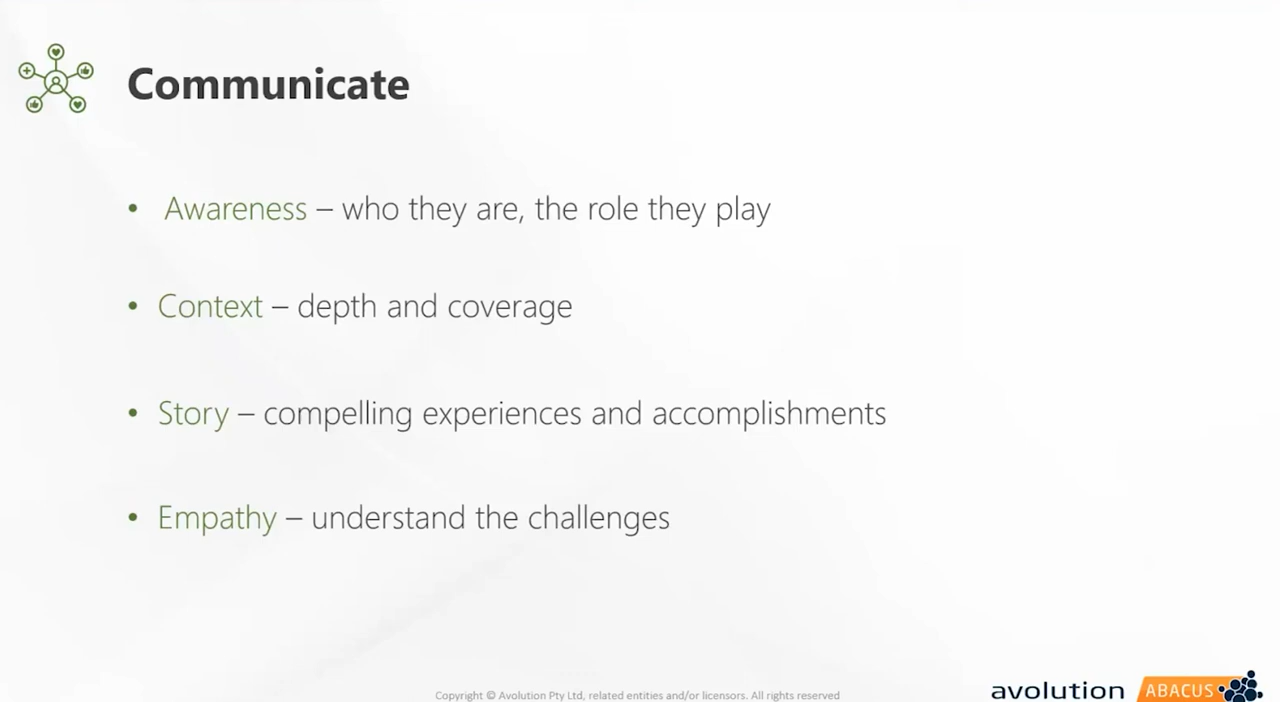 Communicate
• Awareness – who they are, the role they play
• Context – depth and coverage
• Story – compelling experiences and accomplishments
• Empathy – understand the challenges
Copyright © Avolution Pty Ltd, related entities and/or licensors. All rights reserved
avolution ABACUS